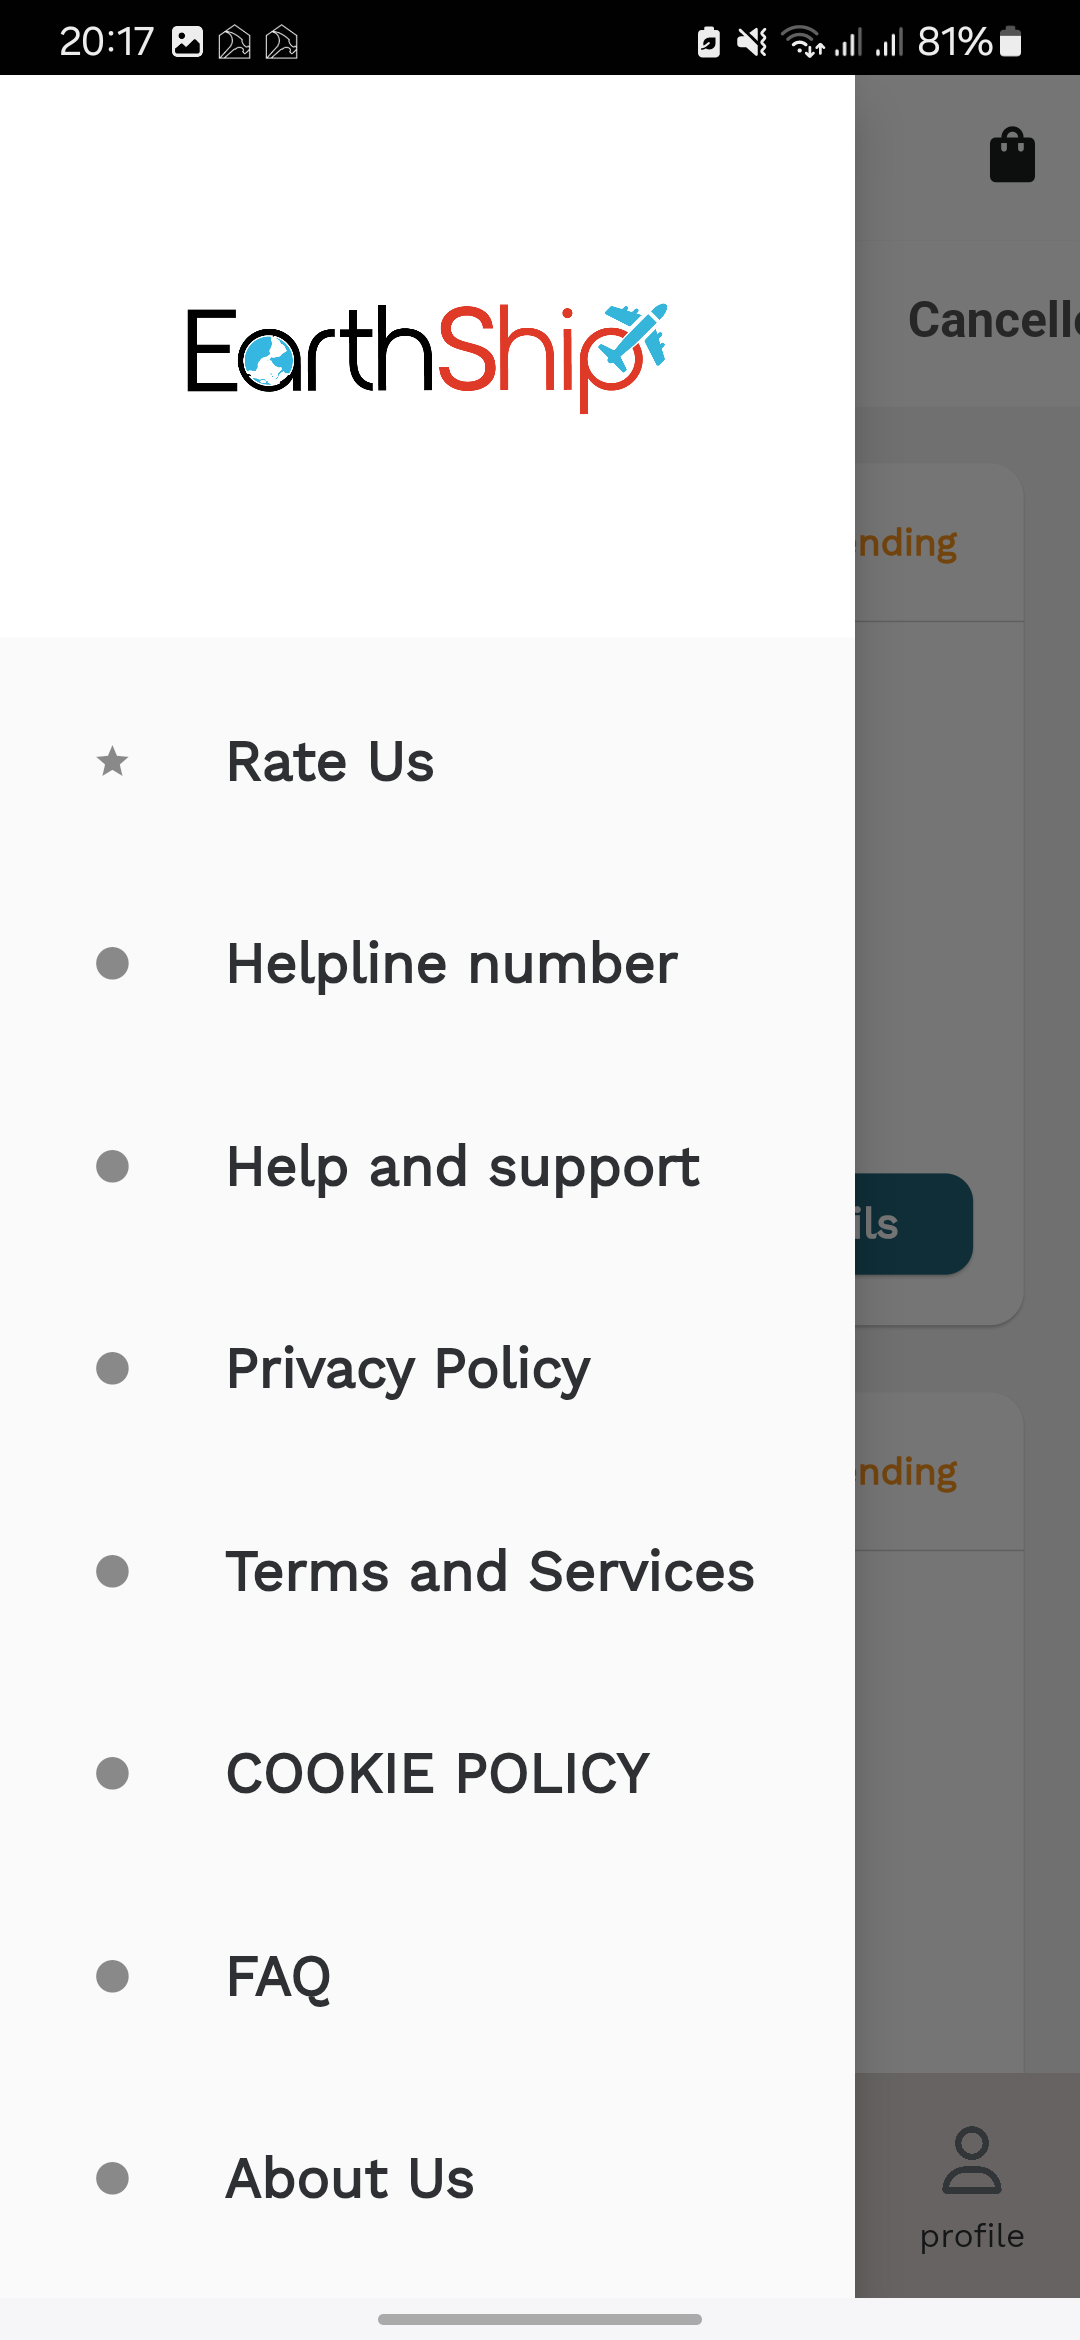 20:17
81%
EarthShip
Cancelle
nding
Rate Us
Helpline number
Help and support
ils
Privacy Policy
nding
Terms and Services
COOKIE POLICY
FAQ
About Us
profile